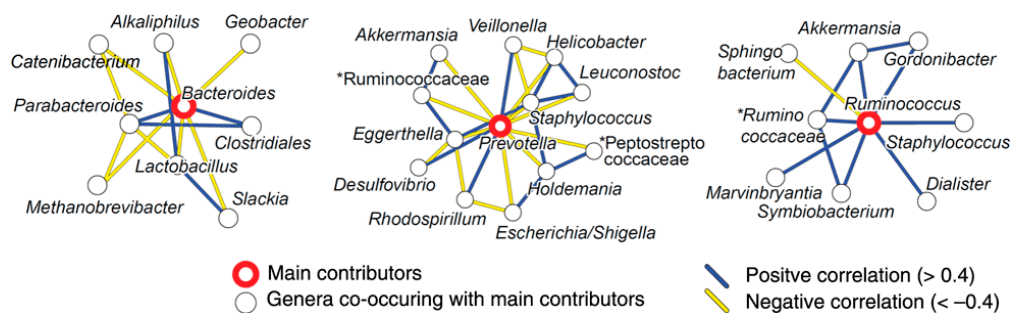 Alkaliphilus
Geobacter
Catenibacterium
Bacteroides
Parabacteroides
Clostridiales
Lactobacillus
Methanobrevibacter
Slackia
Veillonella
Akkermansia
Helicobacter
*Ruminococcaceae
Leuconostoc
Staphylococcus
Eggerthella
Prevotella
*Peptostrepto
coccaceae
Desulfovibrio
Holdemania
Rhodospirillum
Escherichia/Shigella
Akkermansia
Sphingo
bacterium
Gordonibacter
Ruminococcus
*Rumino
coccaceae
Staphylococcus
Marvinbryantia
Dialister
Symbiobacterium
Main contributors
Genera co-occuring with main contributors
Positve correlation (> 0.4)
Negative correlation (< –0.4)